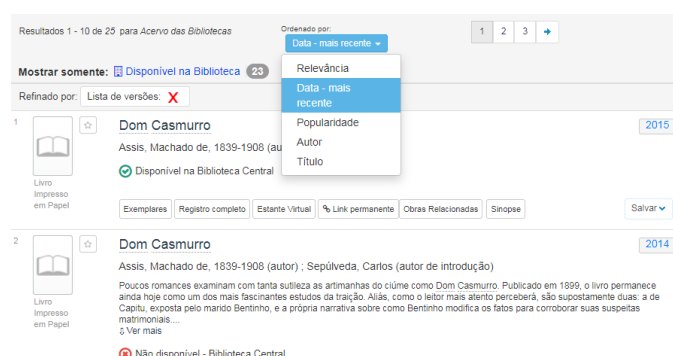 Resultados 1 - 10 de 25 para Acervo das Bibliotecas
Ordenado por:
Data - mais recente
1 2 3
Mostrar somente: Disponível na Biblioteca 23
Relevância
Data - mais
recente
Popularidade
Autor
Título
Refinado por: Lista de versões: X
1
Dom Casmurro
2015
Assis, Machado de, 1839-1908 (au
Disponível na Biblioteca Central
Livro
Impresso
em Papel
Exemplares Registro completo Estante Virtual Link permanente Obras Relacionadas Sinopse Salvar
2
Dom Casmurro
2014
Assis, Machado de, 1839-1908 (autor) ; Sepúlveda, Carlos (autor de introdução)
Poucos romances examinam com tanta sutileza as artimanhas do ciúme como Dom Casmurro. Publicado em 1899, o livro permanece
ainda hoje como um dos mais fascinantes estudos da traição. Aliás, como o leitor mais atento perceberá, são supostamente duas: a de
Capitu, exposta pelo marido Bentinho, e a própria narrativa sobre como Bentinho modifica os fatos para corroborar suas suspeitas
matrimoniais....
Ver mais
Livro
Impresso
em Papel
Não disponível - Biblioteca Central